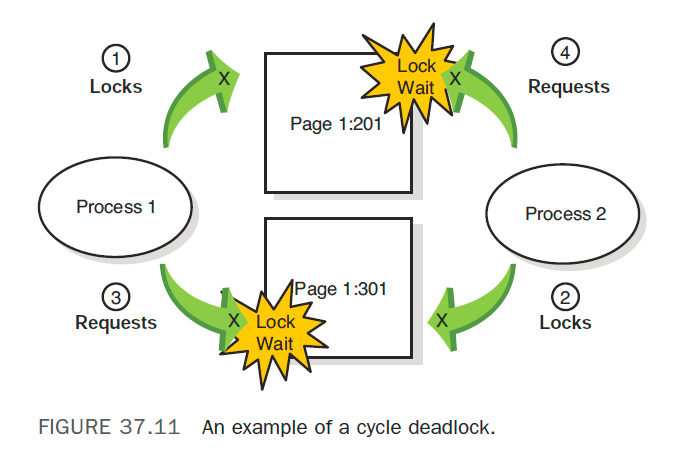 1
Locks
X
Lock
Wait
X
4
Requests
Page 1:201
Process 1
Process 2
Page 1:301
3
Requests
X
Lock
Wait
X
2
Locks
FIGURE 37.11 An example of a cycle deadlock.